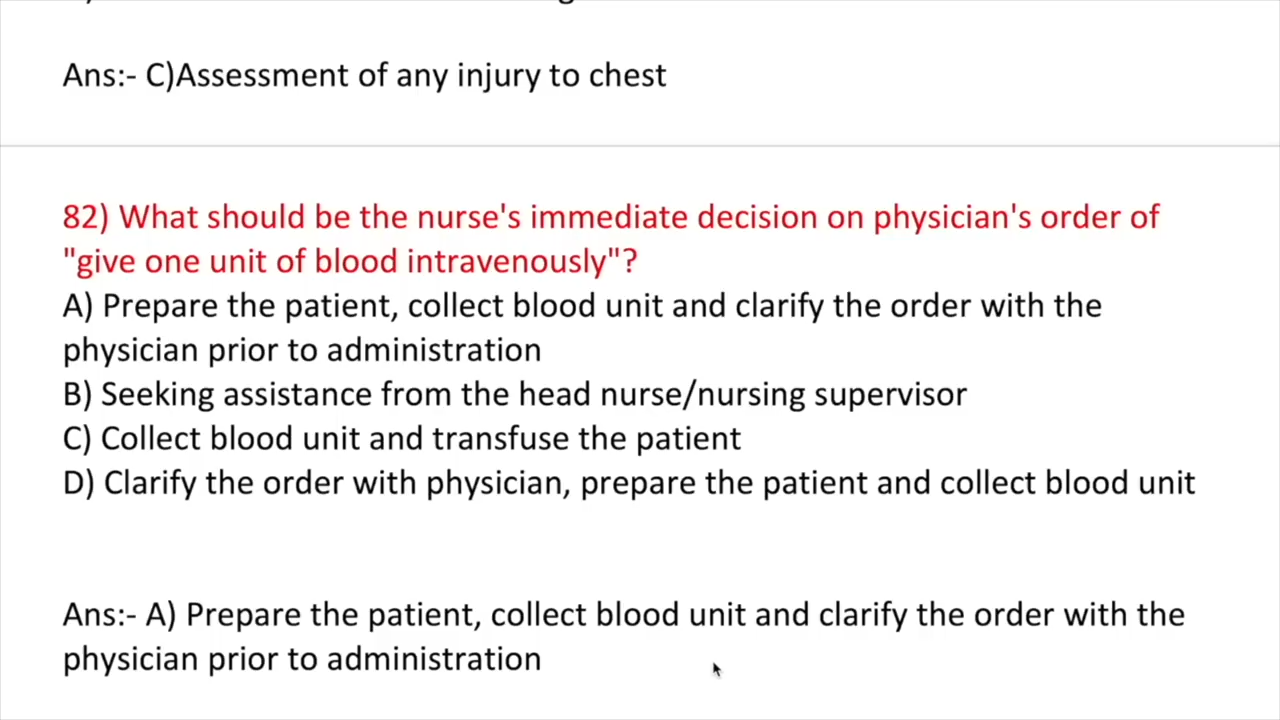 Ans:- C)Assessment of any injury to chest
82) What should be the nurse's immediate decision on physician's order of
"give one unit of blood intravenously"?
A) Prepare the patient, collect blood unit and clarify the order with the
physician prior to administration
B) Seeking assistance from the head nurse/nursing supervisor
C) Collect blood unit and transfuse the patient
D) Clarify the order with physician, prepare the patient and collect blood unit
Ans:- A) Prepare the patient, collect blood unit and clarify the order with the
physician prior to administration